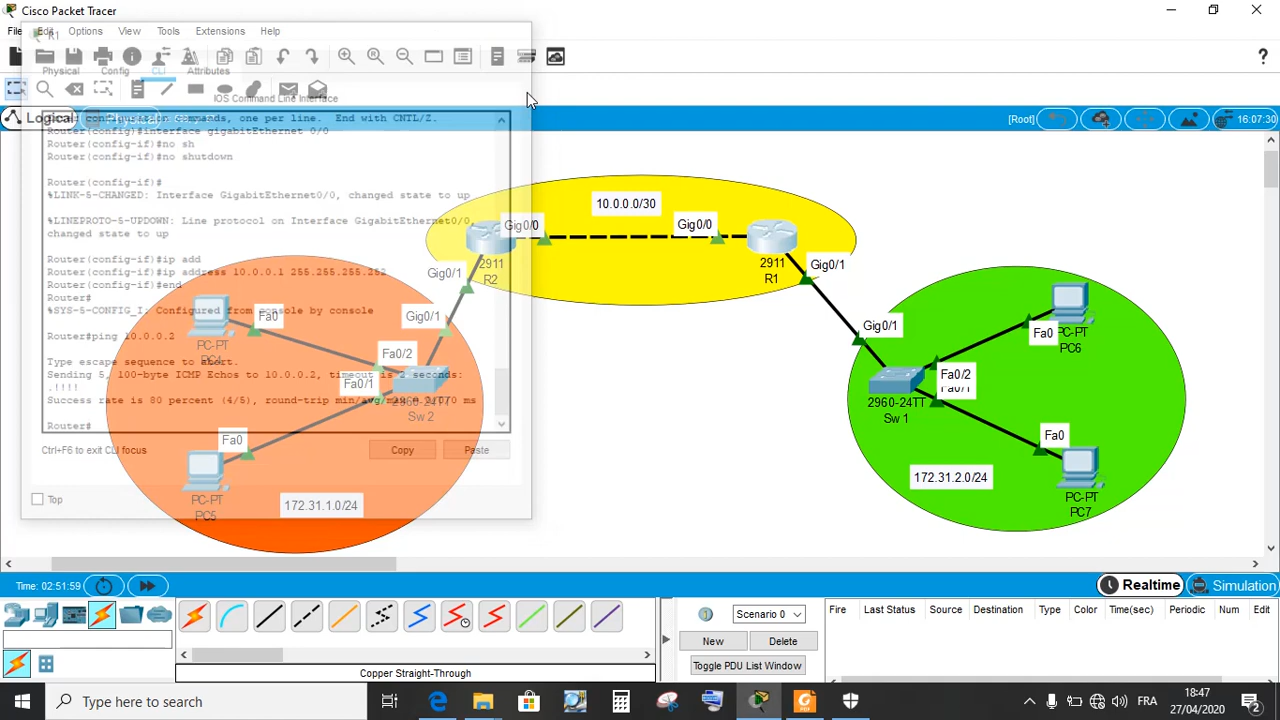 Cisco Packet Tracer
File Edit Options View Tools Extensions Help
R1
Physical Config CLI Attributes
IOS Command Line Interface
Logical
[Root] 16:07:30
configuration commands, one per line. End with CNTL/Z.
Router(config)#interface gigabitEthernet 0/0
Router(config-if)#no sh
Router(config-if)#no shutdown
Router(config-if)#
%LINK-5-CHANGED: Interface GigabitEthernet0/0, changed state to up
%LINEPROTO-5-UPDOWN: Line protocol on Interface GigabitEthernet0/0,
changed state to up
Router(config-if)#ip add
Router(config-if)#ip address 10.0.0.1 255.255.255.252
Router(config-if)#end
Router#
%SYS-5-CONFIG_I: Configured from console by console
Router#ping 10.0.0.2
Type escape sequence to abort.
Sending 5, 100-byte ICMP Echos to 10.0.0.2, timeout is 2 seconds:
.!!!!
Success rate is 80 percent (4/5), round-trip min/avg/max = 0/0/0 ms
Router#
Ctrl+F6 to exit CLI focus
Copy
Paste
Top
10.0.0.0/30
Gig0/0
Gig0/0
2911
R2
2911
R1
Gig0/1
Gig0/1
Gig0/1
Gig0/1
Fa0
PC-PT
PC4
Fa0/2
Fa0/1
2960-24TT
Sw 2
Fa0
PC-PT
PC5
172.31.1.0/24
Fa0
PC-PT
PC6
Fa0/2
Fa0/1
2960-24TT
Sw 1
Fa0
PC-PT
PC7
172.31.2.0/24
Time: 02:51:59
Realtime
Simulation
Scenario 0
New
Delete
Toggle PDU List Window
Fire Last Status Source Destination Type Color Time(sec) Periodic Num Edit
Copper Straight-Through
Type here to search
FRA
18:47
27/04/2020
2